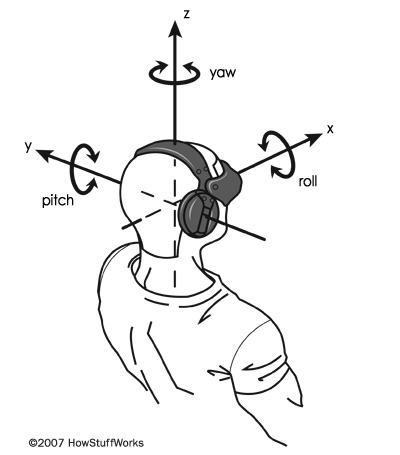 z
yaw
x
y
roll
pitch
©2007 HowStuffWorks